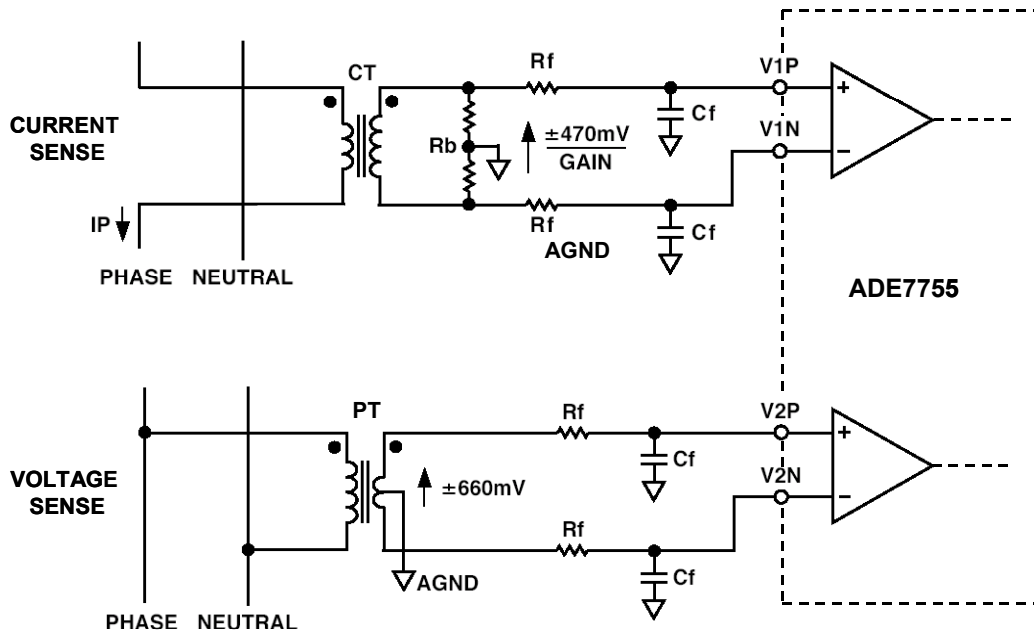 CT
Rf
V1P
+
Cf
CURRENT
SENSE
Rb
±470mV
GAIN
V1N
−
IP
Rf
AGND
Cf
PHASE NEUTRAL
ADE7755
PT
Rf
V2P
+
Cf
VOLTAGE
SENSE
±660mV
V2N
−
Rf
AGND
Cf
PHASE NEUTRAL